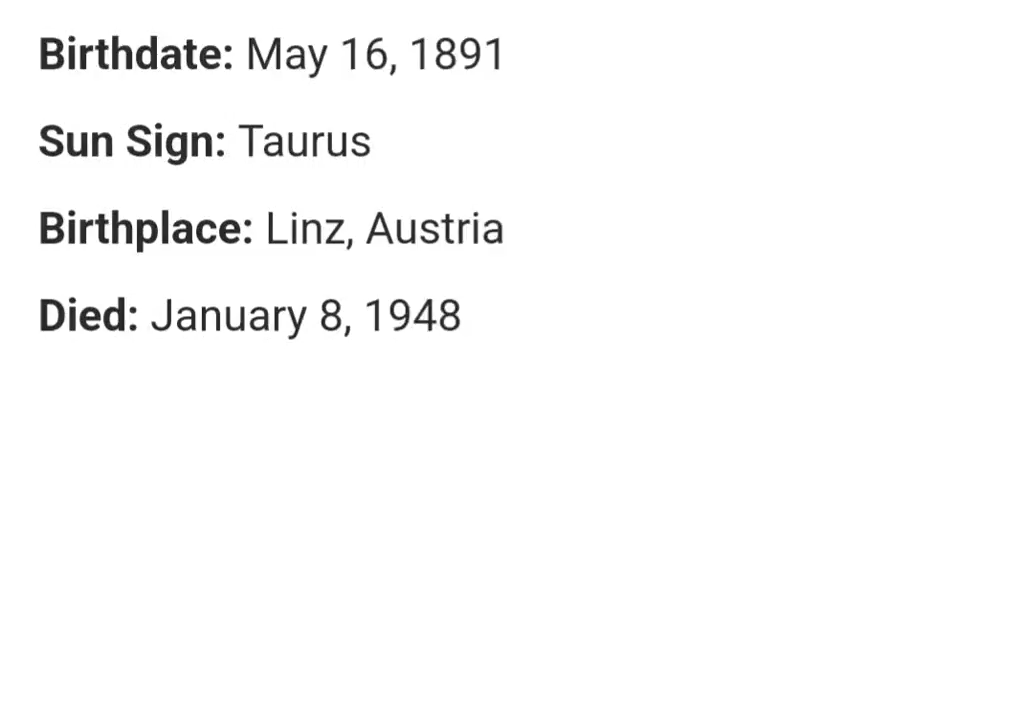 Birthdate: May 16, 1891
Sun Sign: Taurus
Birthplace: Linz, Austria
Died: January 8, 1948